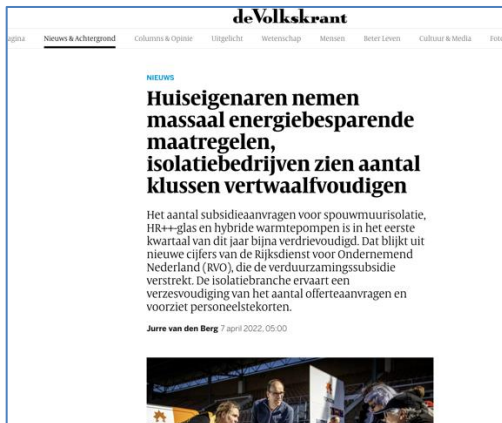 de Volkskrant
agina Nieuws & Achtergrond Columns & Opinie Uitgelicht Wetenschap Mensen Beter Leven Cultuur & Media Foto
NIEUWS
Huiseigenaren nemen
massaal energiebesparende
maatregelen,
isolatiebedrijven zien aantal
klussen vertwaalfvoudigen
Het aantal subsidieaanvragen voor spouwmuurisolatie,
HR++-glas en hybride warmtepompen is in het eerste
kwartaal van dit jaar bijna verdrievoudigd. Dat blijkt uit
nieuwe cijfers van de Rijksdienst voor Ondernemend
Nederland (RVO), die de verduurzamingssubsidie
verstrekt. De isolatiebranche ervaart een
verzesvoudiging van het aantal offerteaanvragen en
voorziet personeelstekorten.
Jurre van den Berg 7 april 2022, 05:00